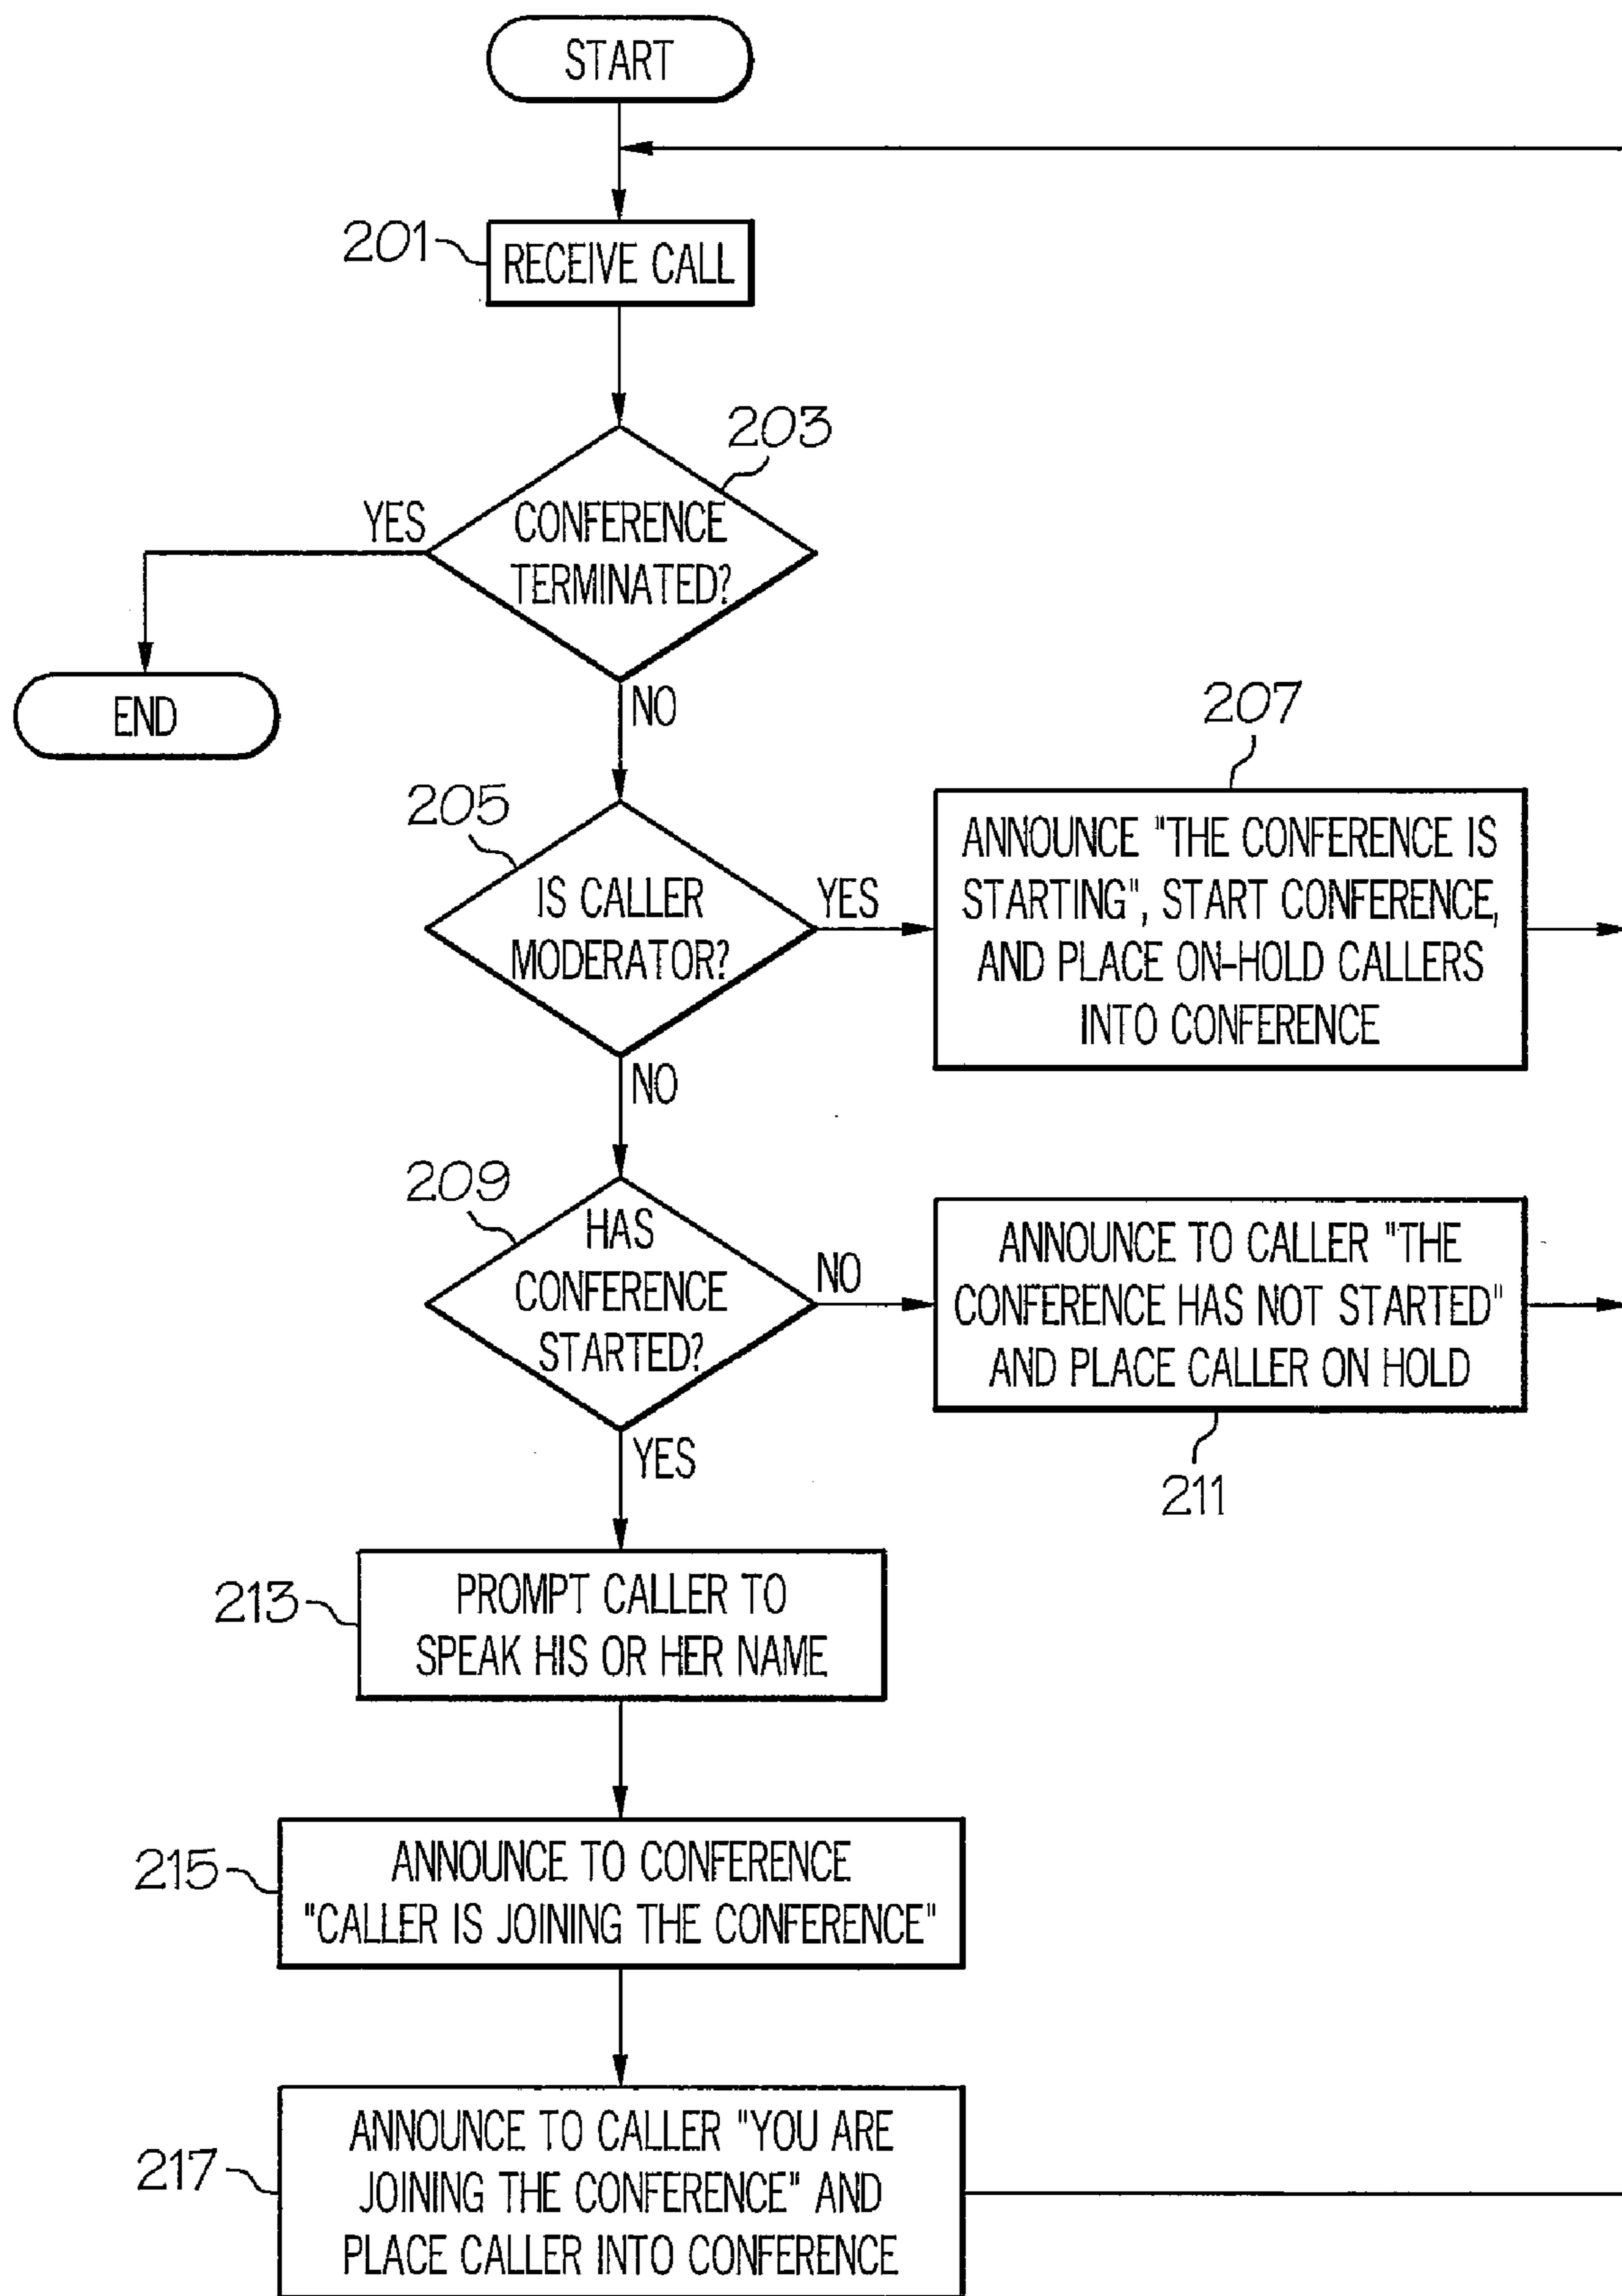 START
201
RECEIVE CALL
203
YES
CONFERENCE
TERMINATED?
END
NO
205
IS CALLER
MODERATOR?
YES
207
ANNOUNCE "THE CONFERENCE IS
STARTING", START CONFERENCE,
AND PLACE ON-HOLD CALLERS
INTO CONFERENCE
NO
209
HAS
CONFERENCE
STARTED?
NO
ANNOUNCE TO CALLER "THE
CONFERENCE HAS NOT STARTED"
AND PLACE CALLER ON HOLD
211
YES
213
PROMPT CALLER TO
SPEAK HIS OR HER NAME
215
ANNOUNCE TO CONFERENCE
"CALLER IS JOINING THE CONFERENCE"
217
ANNOUNCE TO CALLER "YOU ARE
JOINING THE CONFERENCE" AND
PLACE CALLER INTO CONFERENCE